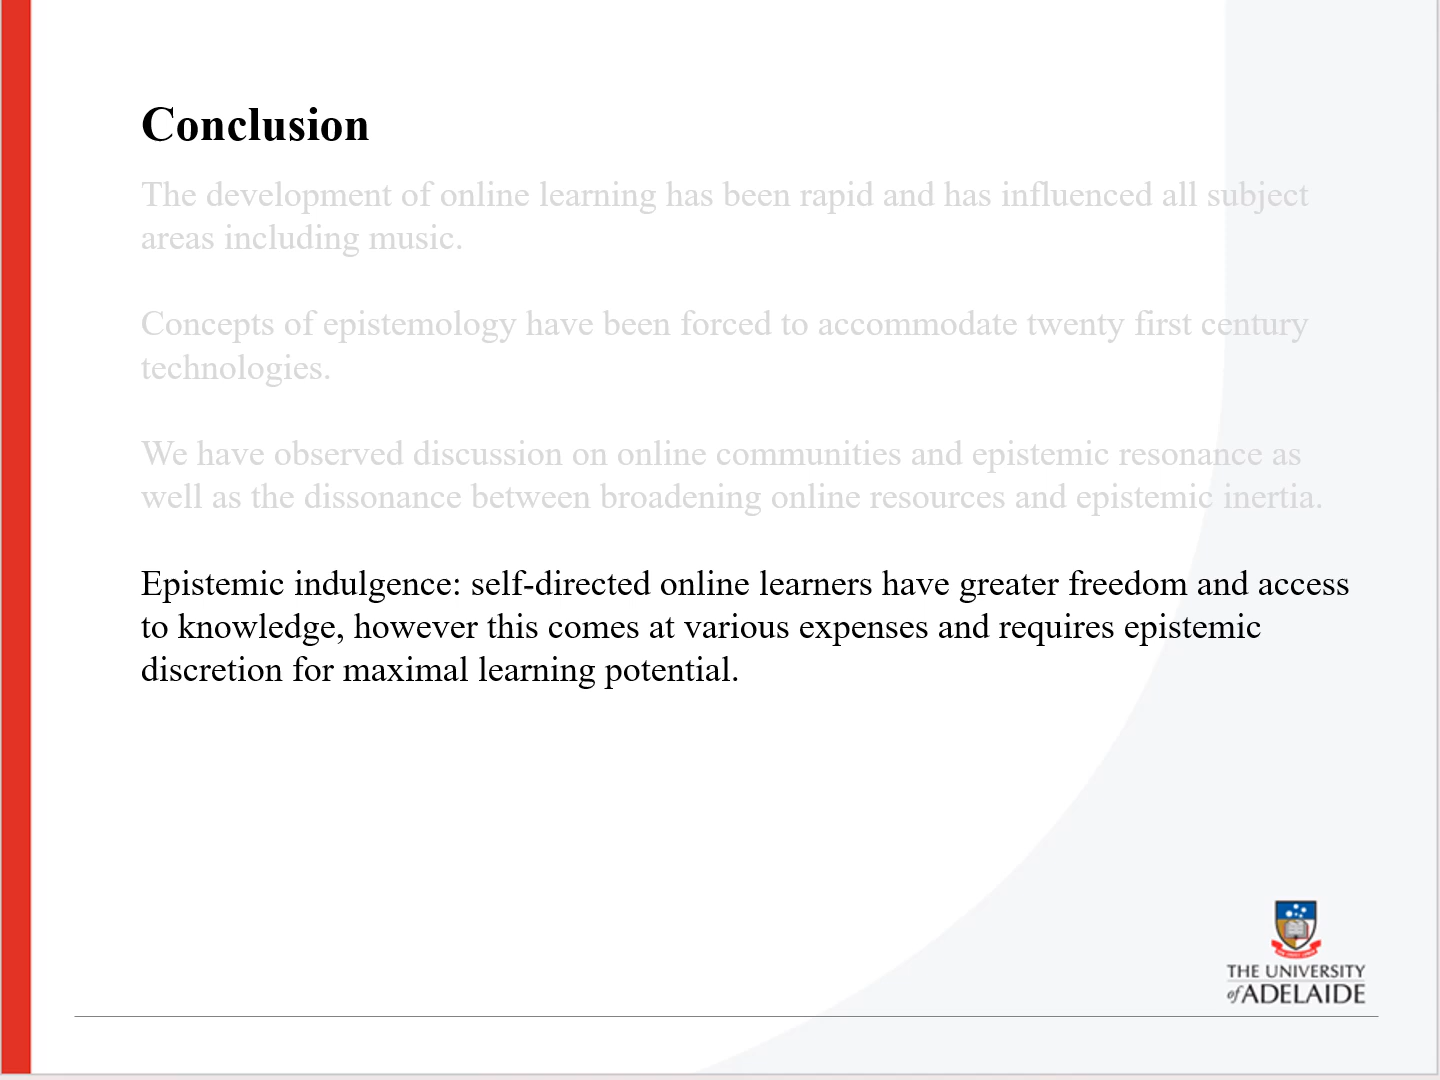 Conclusion
The development of online learning has been rapid and has influenced all subject
areas including music.
Concepts of epistemology have been forced to accommodate twenty first century
technologies.
We have observed discussion on online communities and epistemic resonance as
well as the dissonance between broadening online resources and epistemic inertia.
Epistemic indulgence: self-directed online learners have greater freedom and access
to knowledge, however this comes at various expenses and requires epistemic
discretion for maximal learning potential.
THE UNIVERSITY
of ADELAIDE